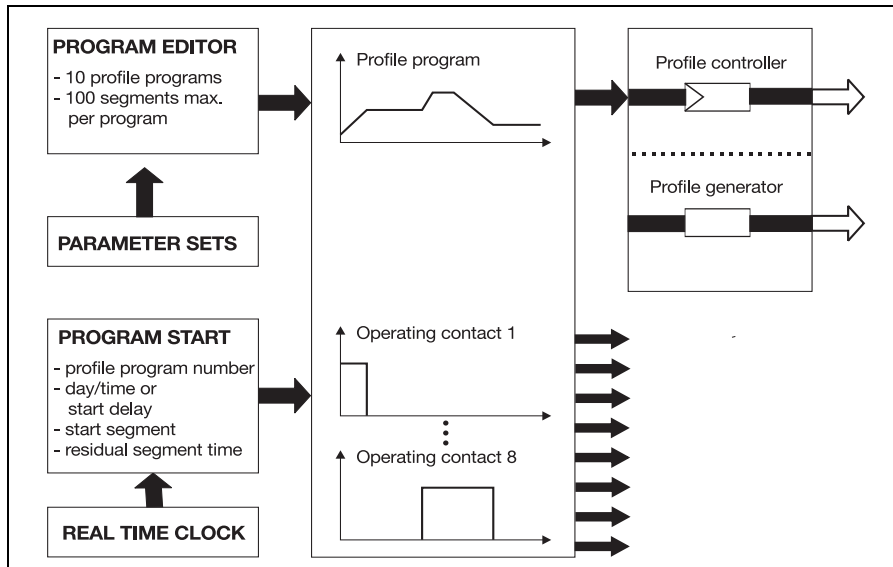 PROGRAM EDITOR
- 10 profile programs
- 100 segments max.
per program
PARAMETER SETS
PROGRAM START
- profile program number
- day/time or
start delay
- start segment
- residual segment time
REAL TIME CLOCK
Profile program
Operating contact 1
Operating contact 8
Profile controller
Profile generator